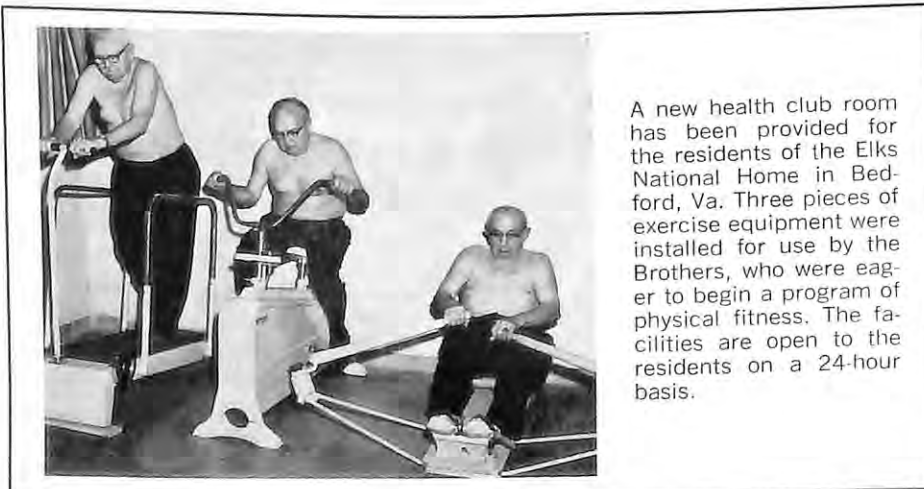 A new health club room
has been provided for
the residents of the Elks
National Home in Bed-
ford, Va. Three pieces of
exercise equipment were
installed for use by the
Brothers, who were eag-
er to begin a program of
physical fitness. The fa-
cilities are open to the
residents on a 24-hour
basis.